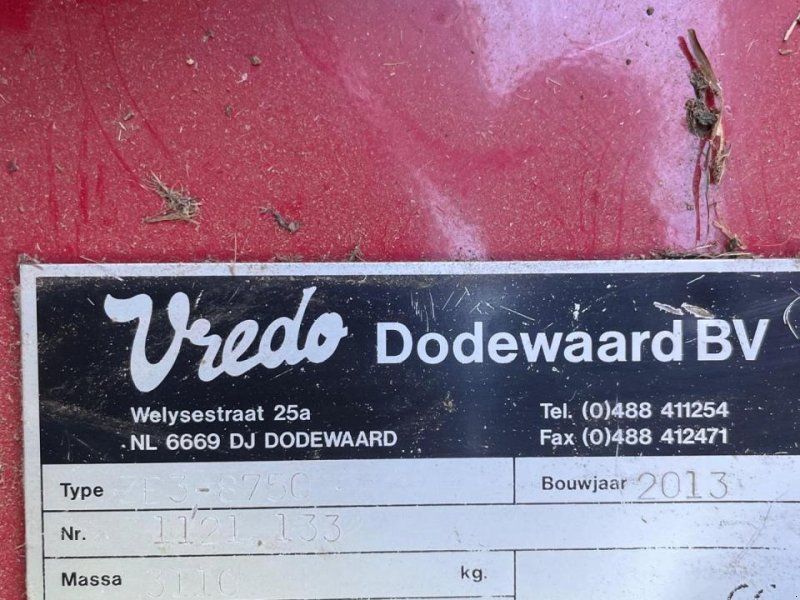 Vredo Dodewaard BV
Welysestraat 25a
Tel. (0)488 411254
NL 6669 DJ DODEWAARD
Fax (0)488 412471
Type ZB3-8750
Bouwjaar 2013
Nr. 1121.133
Massa 3110 kg.